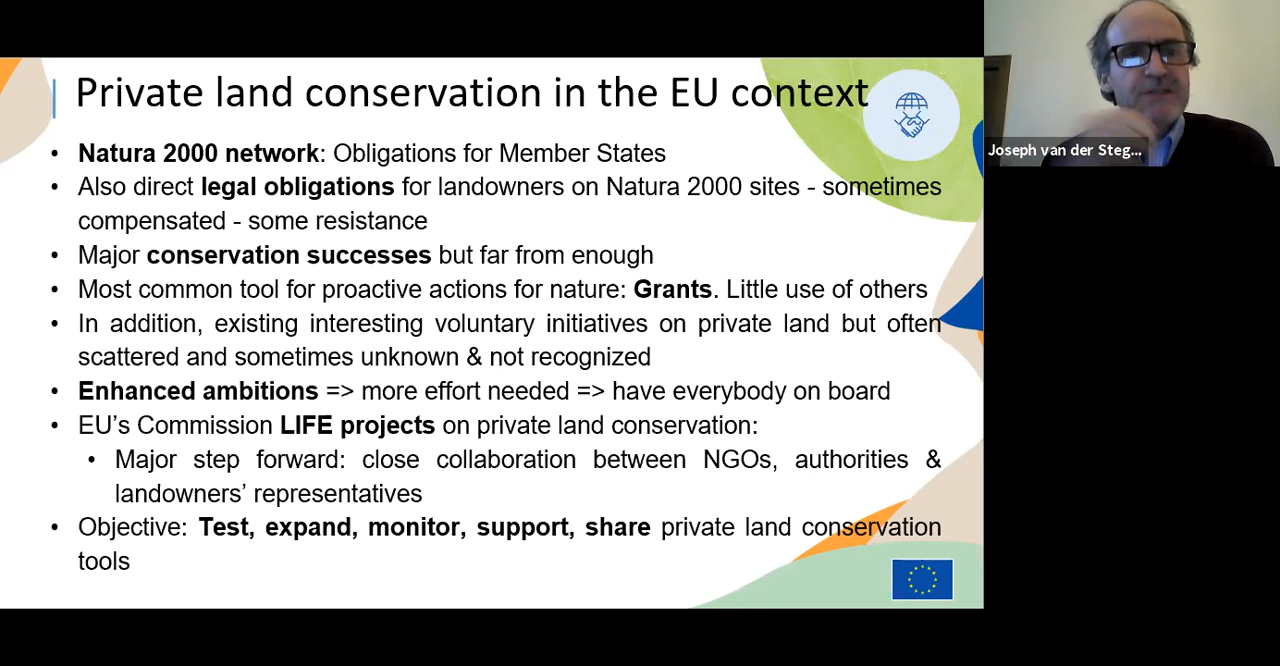 Private land conservation in the EU context
• Natura 2000 network: Obligations for Member States
• Also direct legal obligations for landowners on Natura 2000 sites - sometimes
compensated - some resistance
• Major conservation successes but far from enough
• Most common tool for proactive actions for nature: Grants. Little use of others
• In addition, existing interesting voluntary initiatives on private land but often
scattered and sometimes unknown & not recognized
• Enhanced ambitions => more effort needed => have everybody on board
• EU’s Commission LIFE projects on private land conservation:
• Major step forward: close collaboration between NGOs, authorities &
landowners’ representatives
• Objective: Test, expand, monitor, support, share private land conservation
tools
Joseph van der Steg...